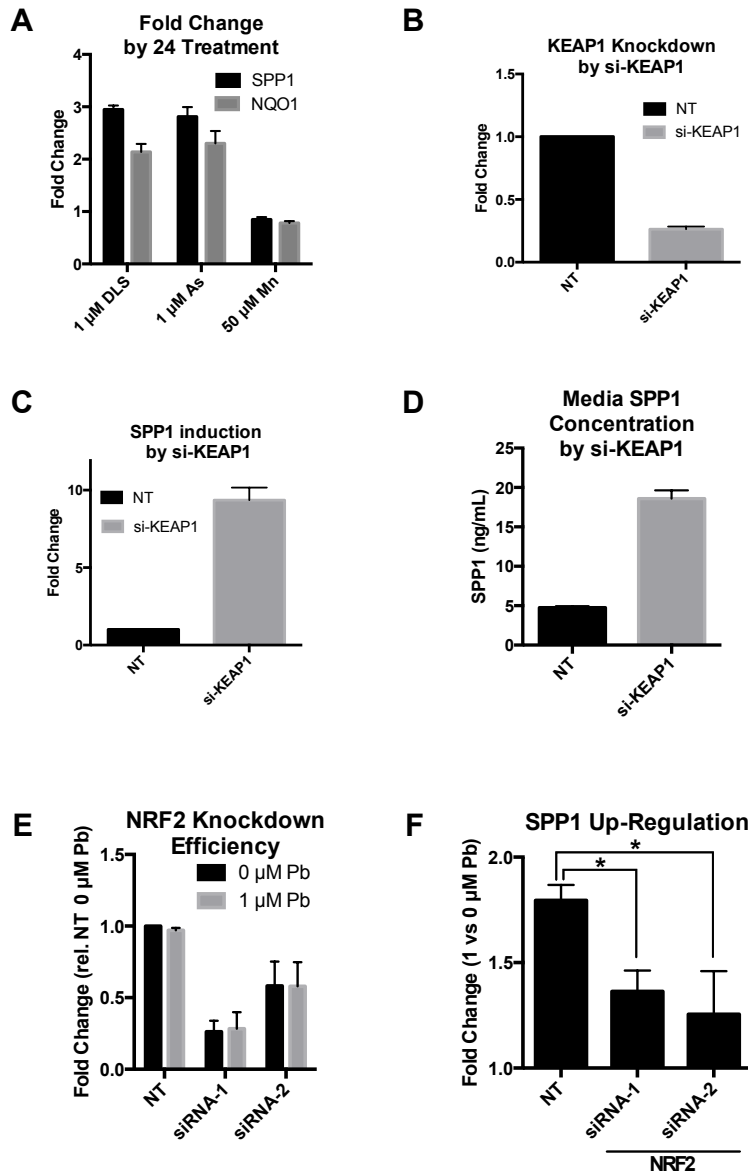 A
Fold Change
by 24 Treatment
SPP1
NQO1
Fold Change
4
3
2
1
0
1 µM DLS
1 µM As
50 µM Mn
B
KEAP1 Knockdown
by si-KEAP1
NT
si-KEAP1
Fold Change
1.5
1.0
0.5
0.0
NT
si-KEAP1
C
SPP1 induction
by si-KEAP1
NT
si-KEAP1
Fold Change
10
5
0
NT
si-KEAP1
D
Media SPP1
Concentration
by si-KEAP1
SPP1 (ng/mL)
25
20
15
10
5
0
NT
si-KEAP1
E
NRF2 Knockdown
Efficiency
0 µM Pb
1 µM Pb
Fold Change (rel. NT 0 µM Pb)
1.5
1.0
0.5
0.0
NT
siRNA-1
siRNA-2
F
SPP1 Up-Regulation
*
*
Fold Change (1 vs 0 µM Pb)
2.0
1.5
1.0
NT
siRNA-1
siRNA-2
NRF2